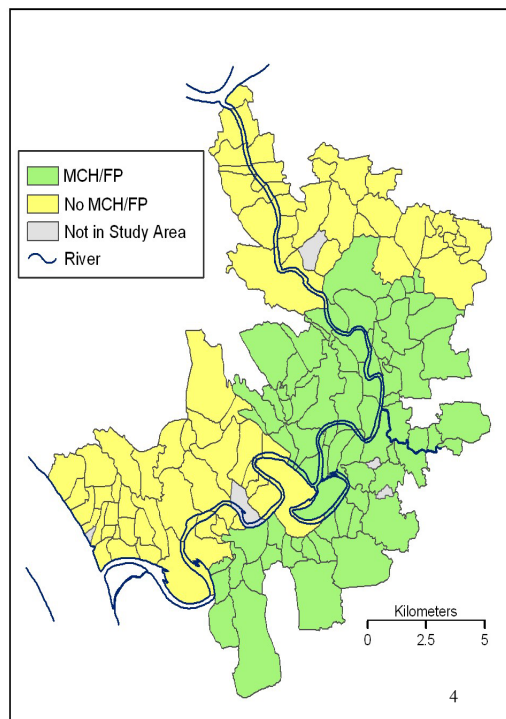 MCH/FP
No MCH/FP
Not in Study Area
River
Kilometers
0 2.5 5
4